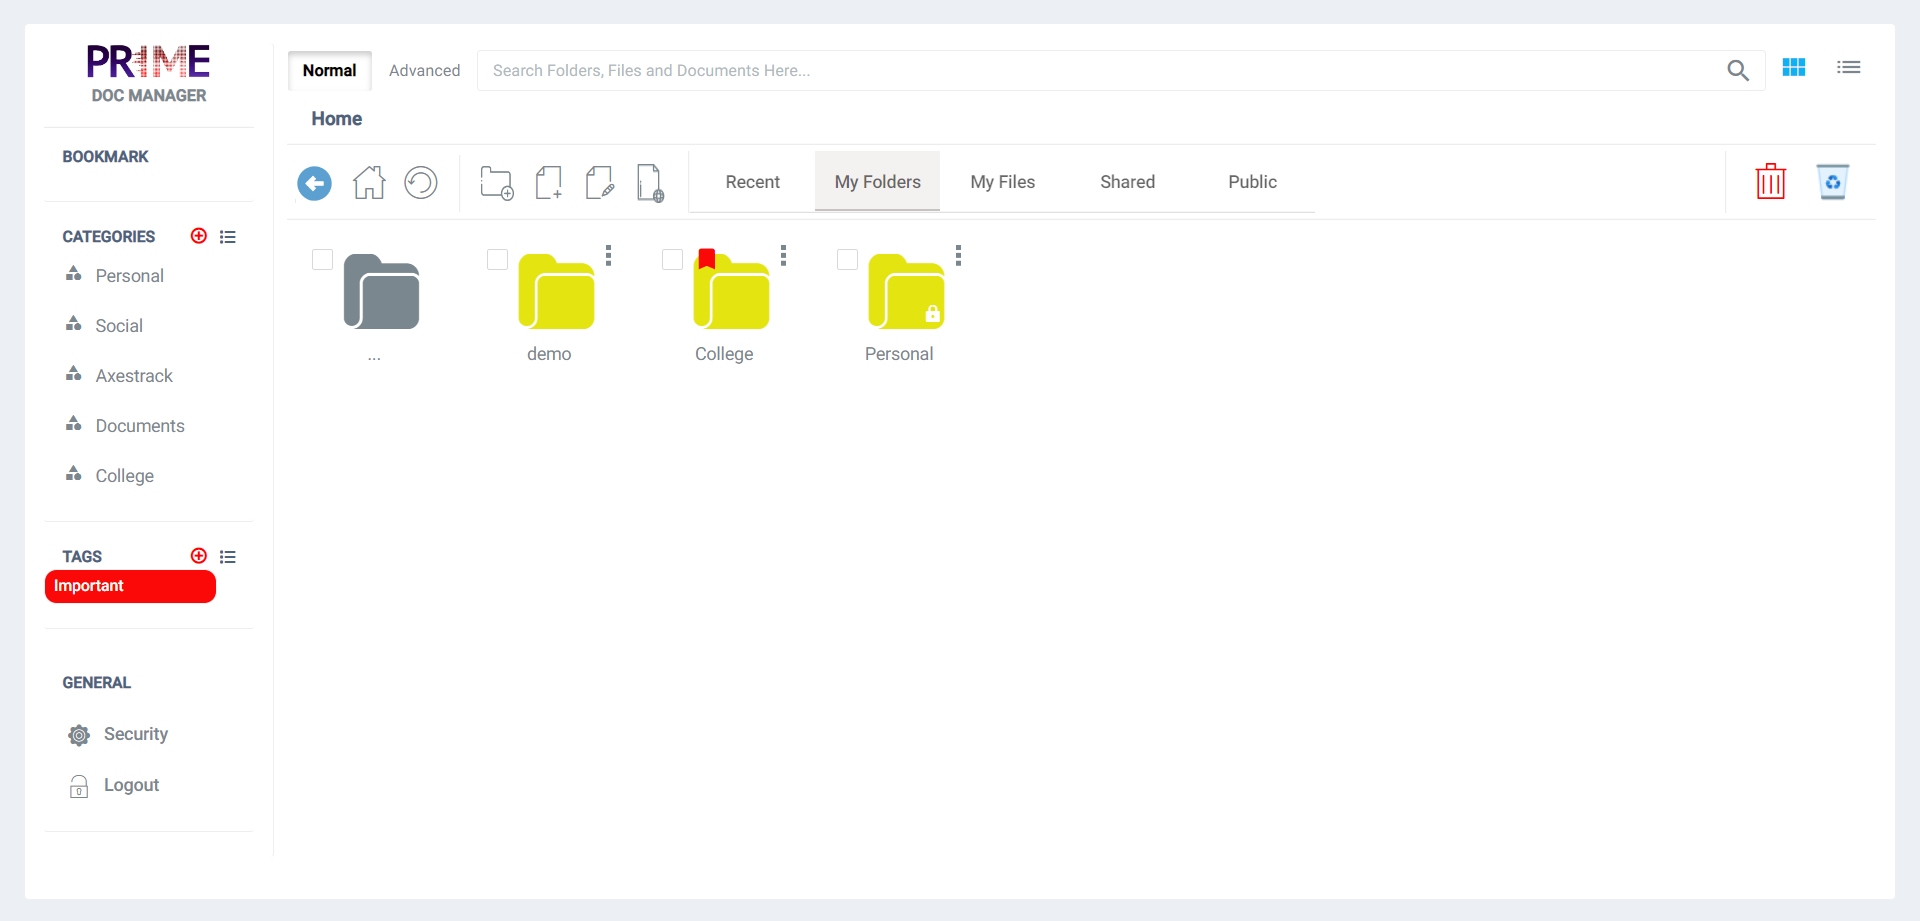 PRIME
DOC MANAGER
BOOKMARK
CATEGORIES
Personal
Social
Axestrack
Documents
College
TAGS
Important
GENERAL
Security
Logout
Normal Advanced Search Folders, Files and Documents Here...
Home
Recent My Folders My Files Shared Public
... demo College Personal